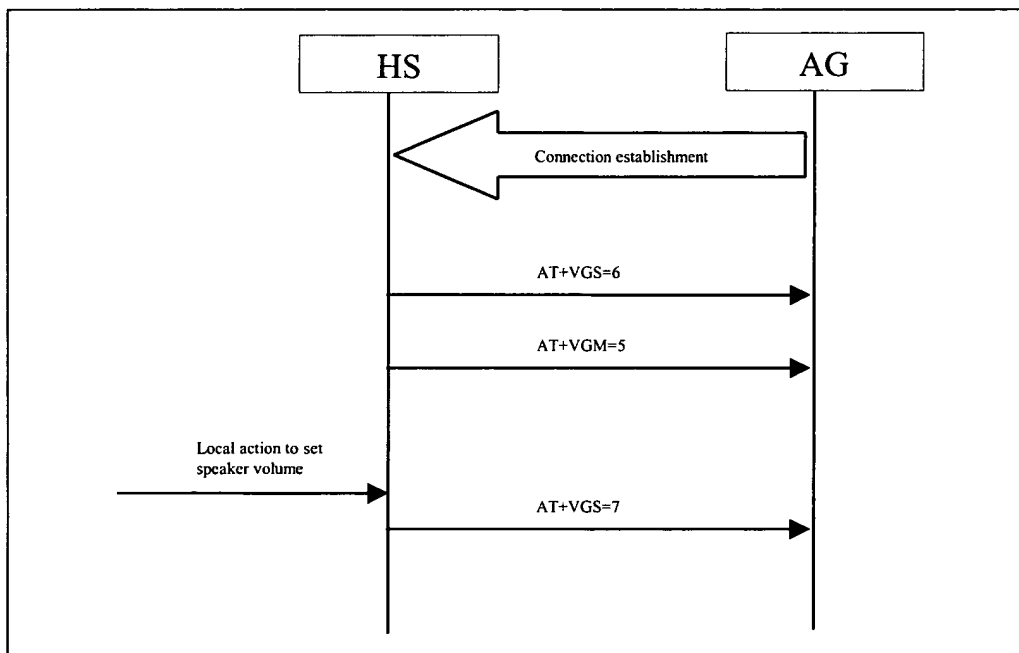 HS
AG
Connection establishment
AT+VGS=6
AT+VGM=5
Local action to set
speaker volume
AT+VGS=7